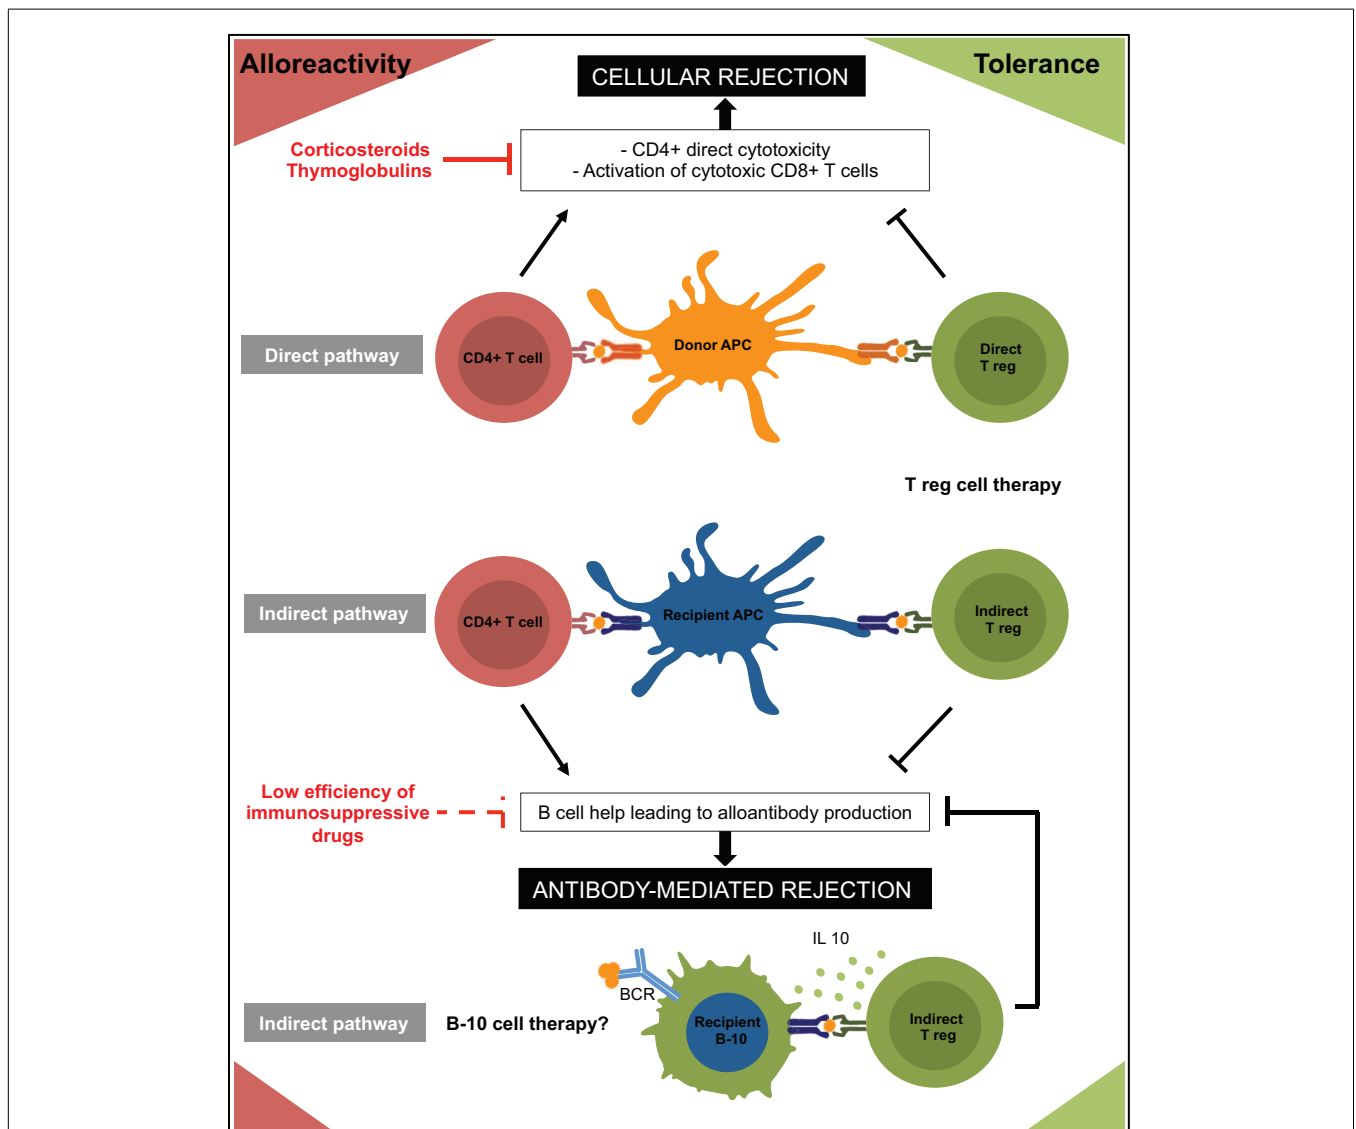 Alloreactivity
Tolerance
CELLULAR REJECTION
Corticosteroids
Thymoglobulins
- CD4+ direct cytotoxicity
- Activation of cytotoxic CD8+ T cells
Direct pathway
CD4+ T cell
Donor APC
Direct
T reg
T reg cell therapy
Indirect pathway
CD4+ T cell
Recipient APC
Indirect
T reg
Low efficiency of
immunosuppressive
drugs
B cell help leading to alloantibody production
ANTIBODY-MEDIATED REJECTION
IL 10
BCR
Indirect pathway
B-10 cell therapy?
Recipient
B-10
Indirect
T reg